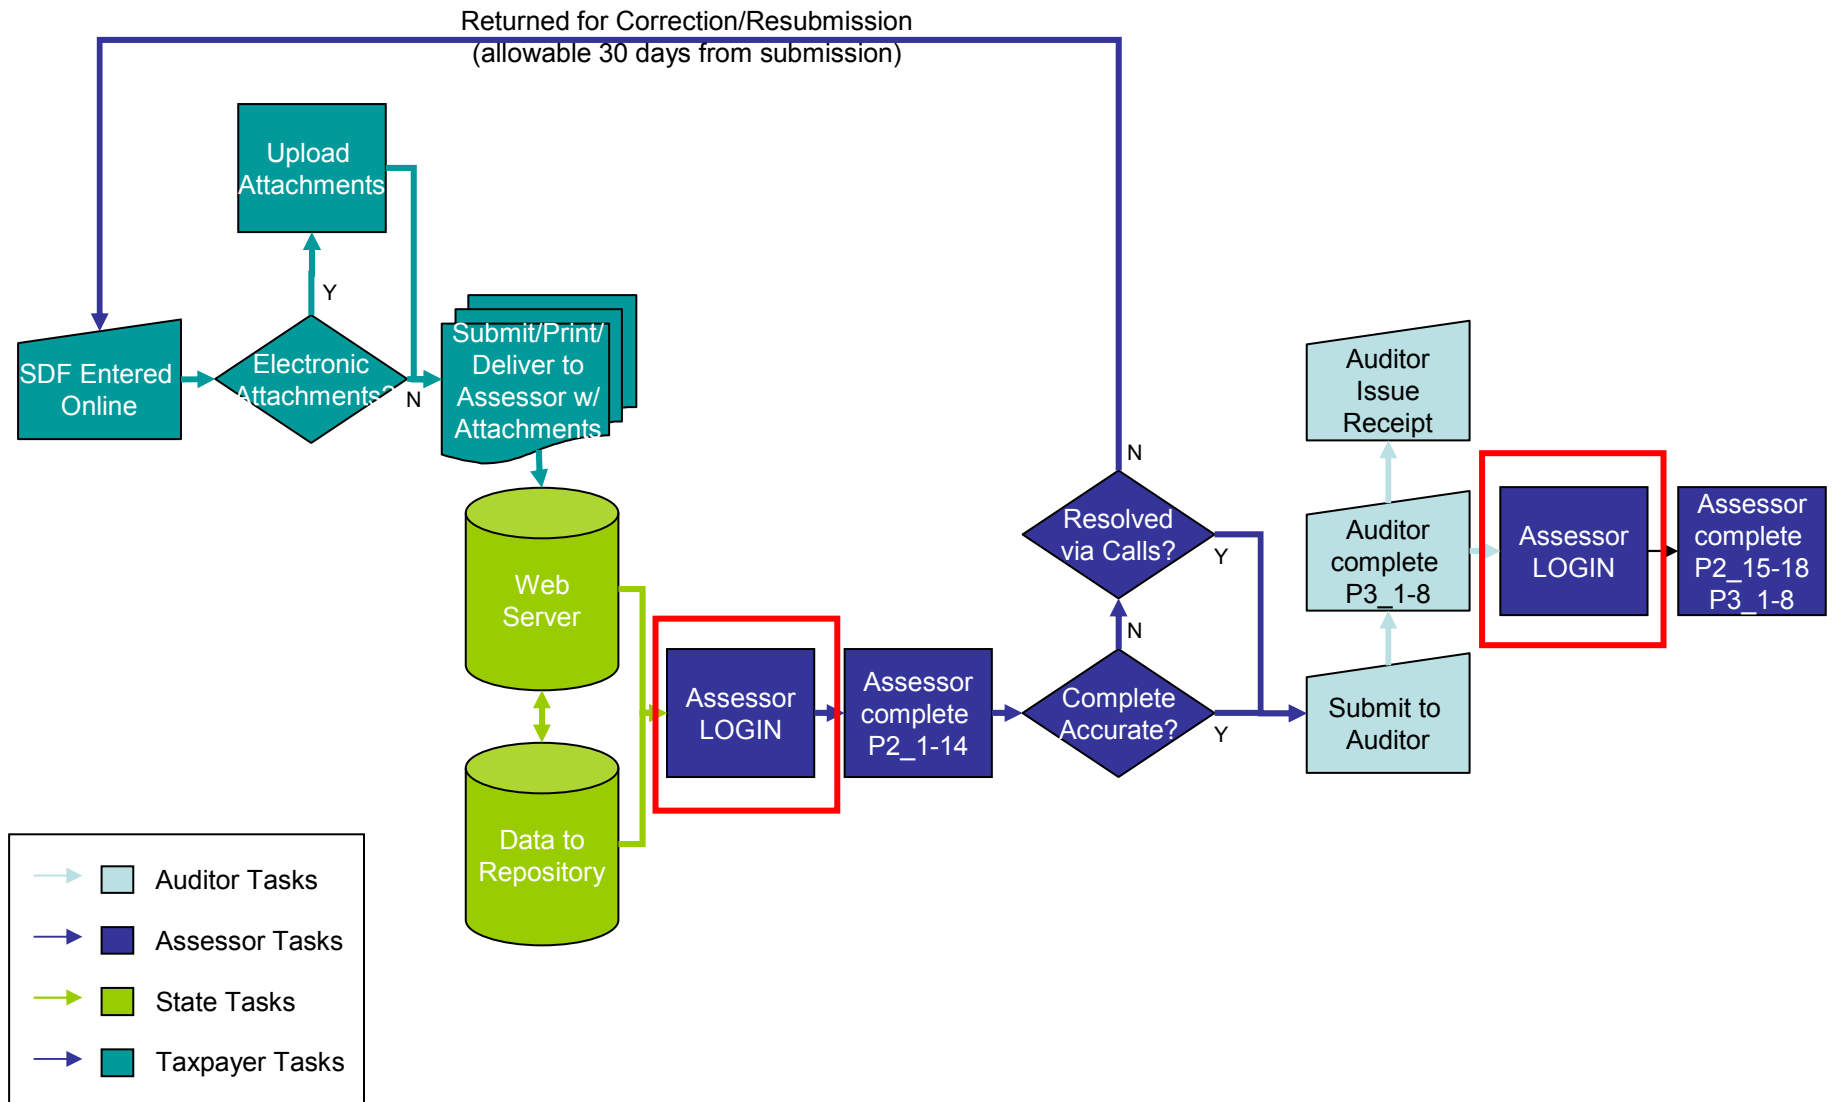 Returned for Correction/Resubmission
(allowable 30 days from submission)
Upload
Attachments
Y
SDF Entered
Online
Electronic
Attachments?
N
Submit/Print/
Deliver to
Assessor w/
Attachments
Web
Server
Data to
Repository
Assessor
LOGIN
Assessor
complete
P2_1-14
Complete
Accurate?
N
Y
Resolved
via Calls?
N
Y
Submit to
Auditor
Auditor
complete
P3_1-8
Auditor
Issue
Receipt
Assessor
LOGIN
Assessor
complete
P2_15-18
P3_1-8
Auditor Tasks
Assessor Tasks
State Tasks
Taxpayer Tasks